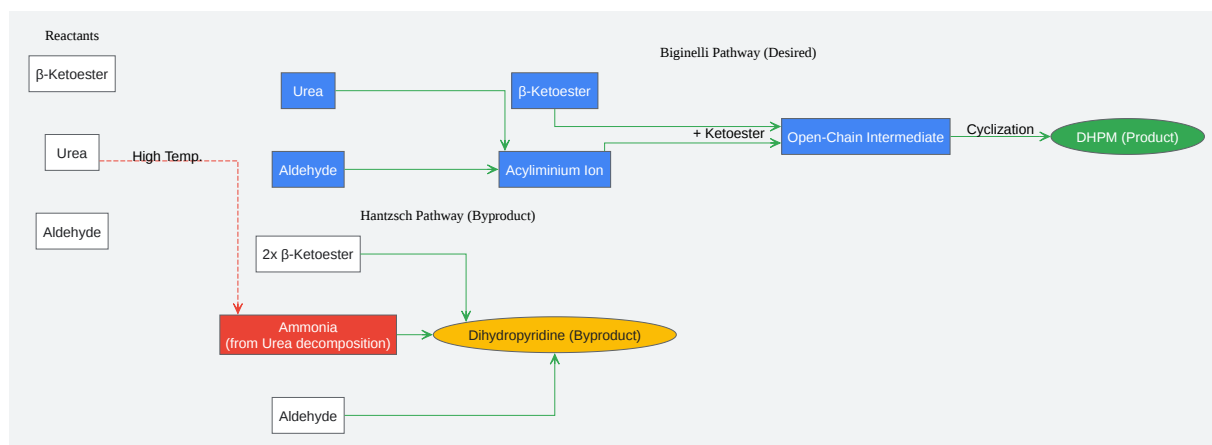 Reactants
β-Ketoester
Urea
High Temp.
Aldehyde
Biginelli Pathway (Desired)
Urea
β-Ketoester
Aldehyde
Acyliminium Ion
+ Ketoester
Open-Chain Intermediate
Cyclization
DHPM (Product)
Hantzsch Pathway (Byproduct)
2x β-Ketoester
Ammonia
(from Urea decomposition)
Dihydropyridine (Byproduct)
Aldehyde